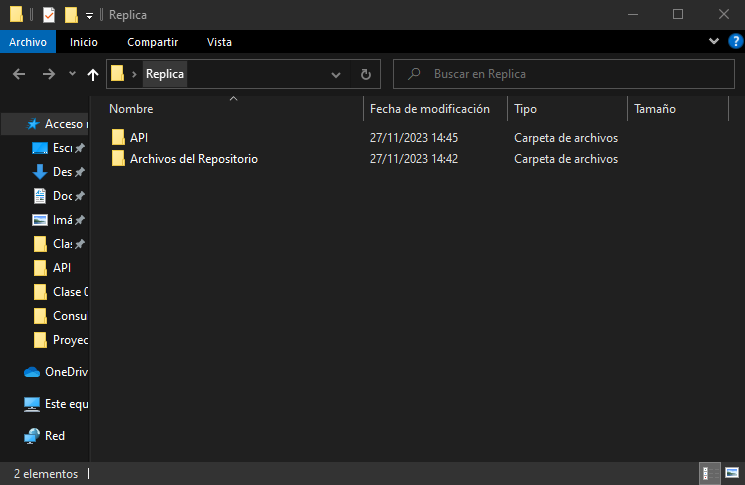 Replica
Archivo Inicio Compartir Vista
Replica Buscar en Replica
Nombre Fecha de modificación Tipo Tamaño
API 27/11/2023 14:45 Carpeta de archivos
Archivos del Repositorio 27/11/2023 14:42 Carpeta de archivos
Acceso
Escr
Des
Doc
Imá
Clas
API
Clase 0
Consu
Proyec
OneDriv
Este equ
Red
2 elementos